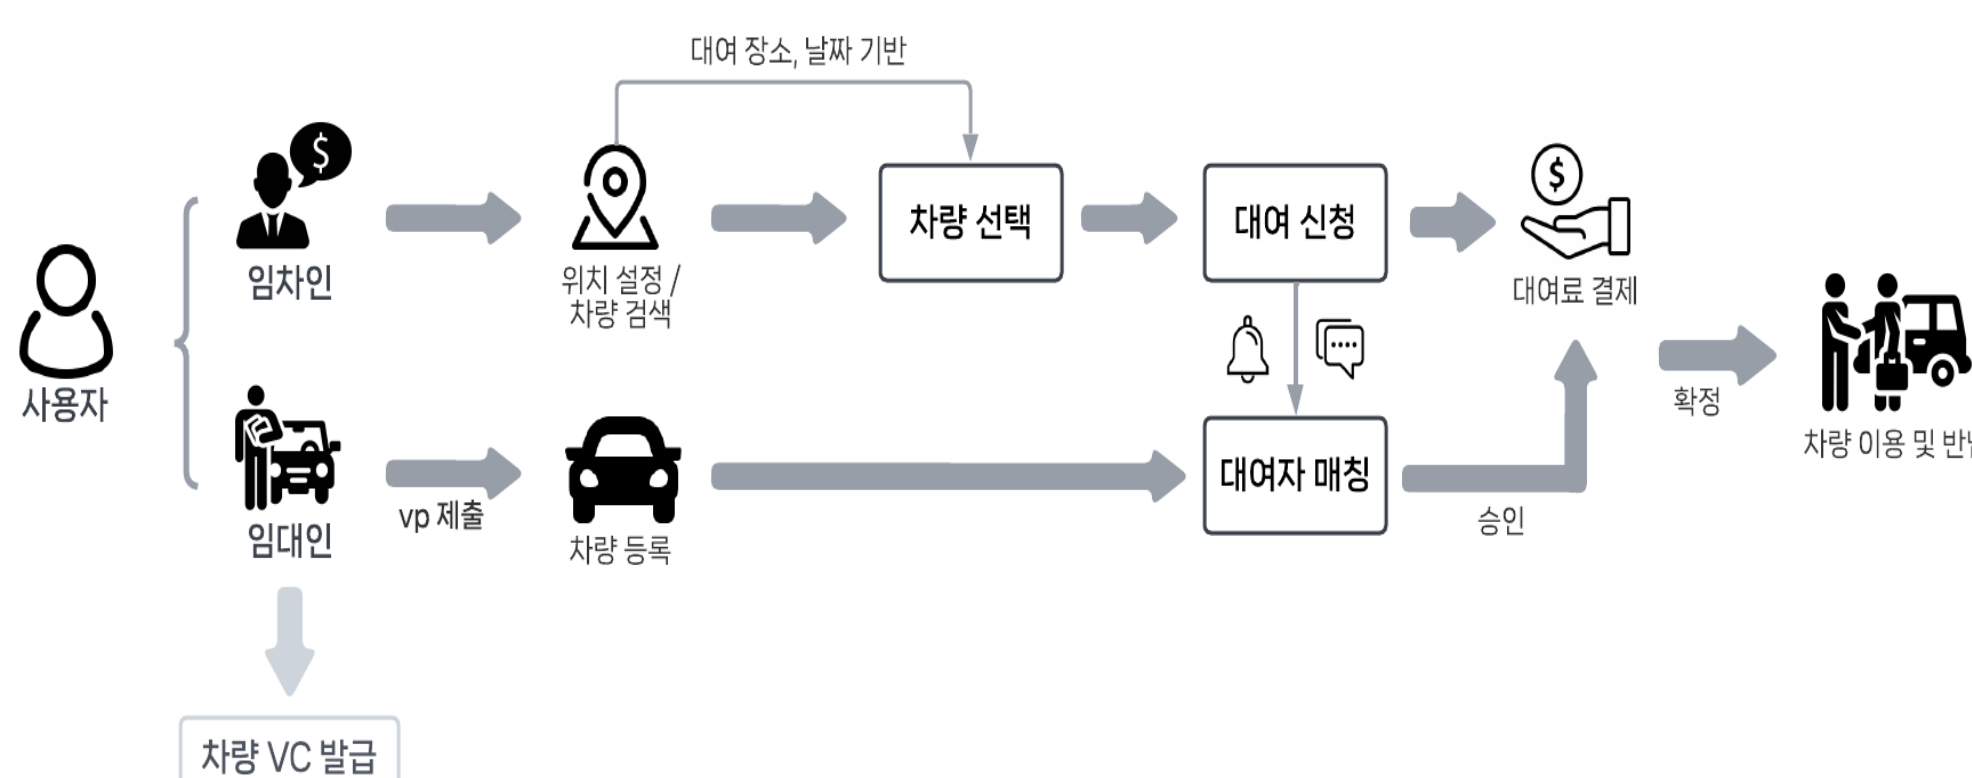 대여 장소, 날짜 기반
임차인
위치 설정 /
차량 검색
차량 선택
대여 신청
대여료 결제
사용자
임대인
vp 제출
차량 등록
대여자 매칭
승인
확정
차량 이용 및
차량 VC 발급